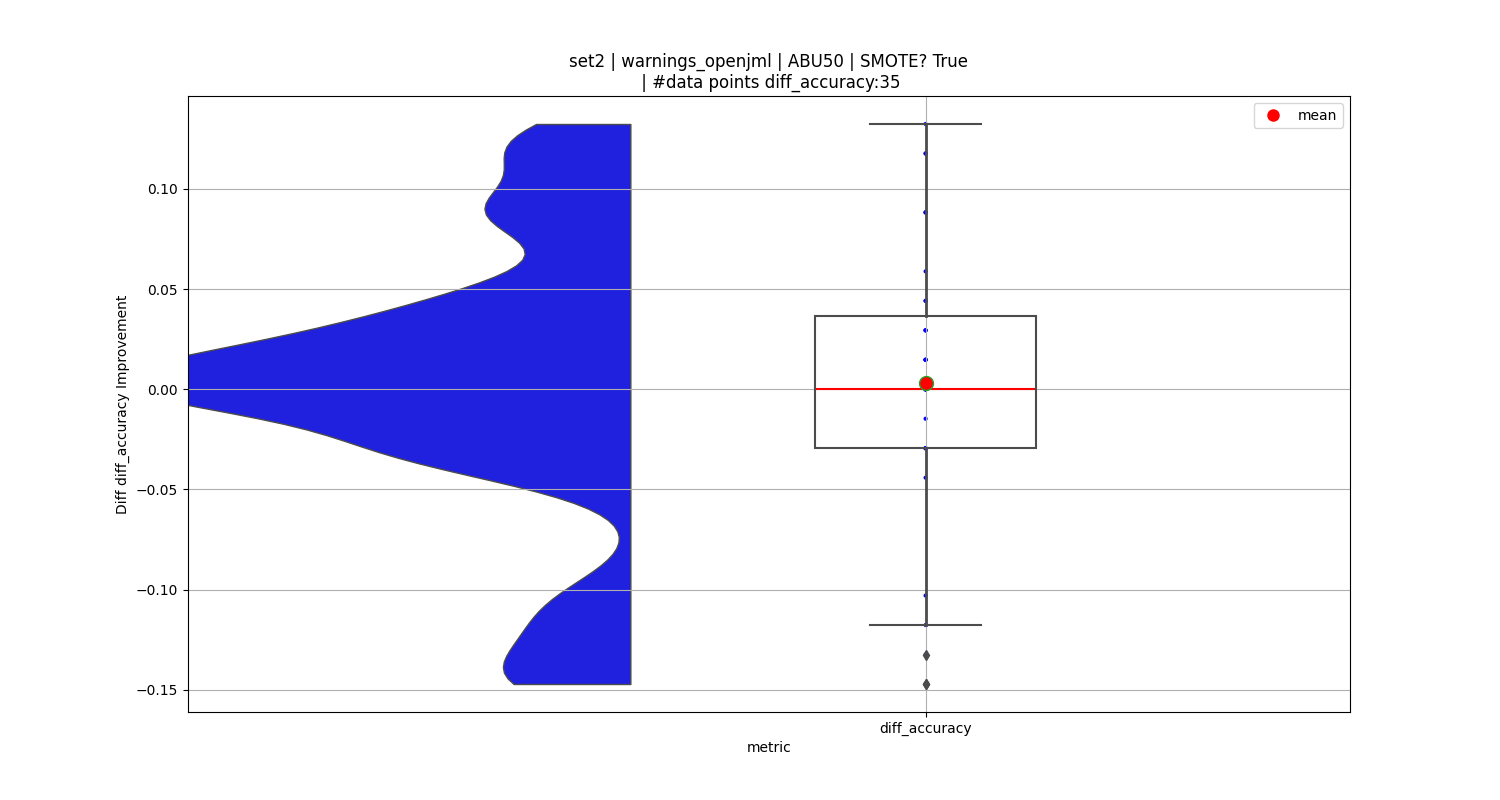 set2 | warnings_openjml | ABU50 | SMOTE? True
| #data points diff_accuracy:35
mean
Diff diff_accuracy Improvement
0.10
0.05
0.00
−0.05
−0.10
−0.15
diff_accuracy
metric